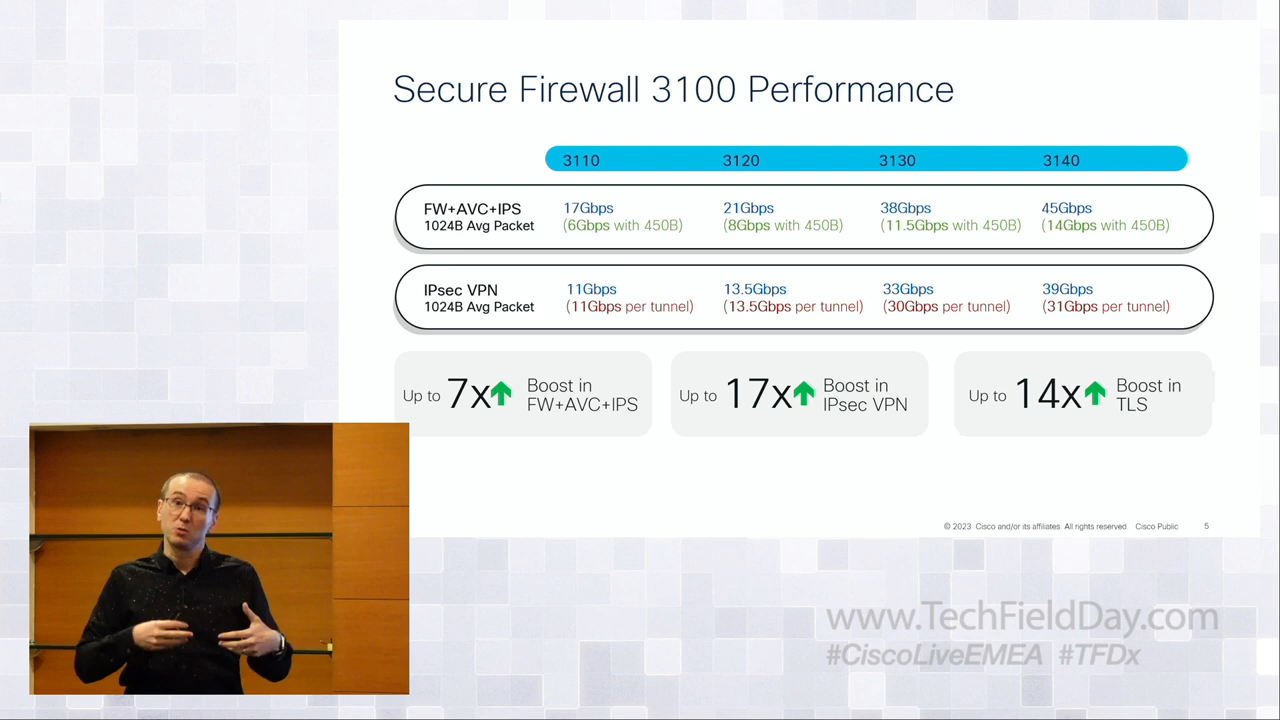 Secure Firewall 3100 Performance
3110 3120 3130 3140
FW+AVC+IPS 17Gbps 21Gbps 38Gbps 45Gbps
1024B Avg Packet (6Gbps with 450B) (8Gbps with 450B) (11.5Gbps with 450B) (14Gbps with 450B)
IPsec VPN 11Gbps 13.5Gbps 33Gbps 39Gbps
1024B Avg Packet (11Gbps per tunnel) (13.5Gbps per tunnel) (30Gbps per tunnel) (31Gbps per tunnel)
Up to 7x Boost in FW+AVC+IPS
Up to 17x Boost in IPsec VPN
Up to 14x Boost in TLS
© 2023 Cisco and/or its affiliates. All rights reserved. Cisco Public 5
www.TechFieldDay.com
#CiscoLiveEMEA #TFDx